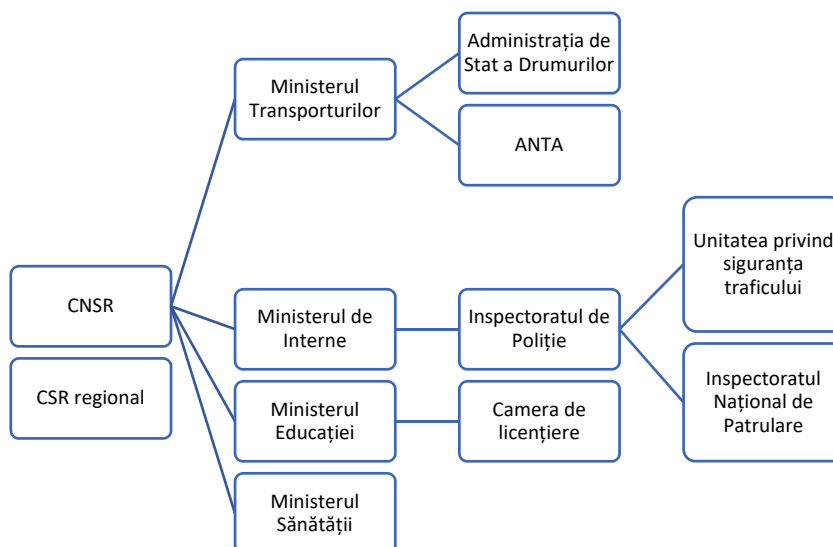 Administrația de
Stat a Drumurilor
Ministerul
Transporturilor
ANTA
Unitatea privind
siguranța
traficului
CNSR
Ministerul de
Interne
Inspectoratul de
Poliție
CSR regional
Ministerul
Educației
Camera de
licențiere
Inspectoratul
Național de
Patrulare
Ministerul
Sănătății